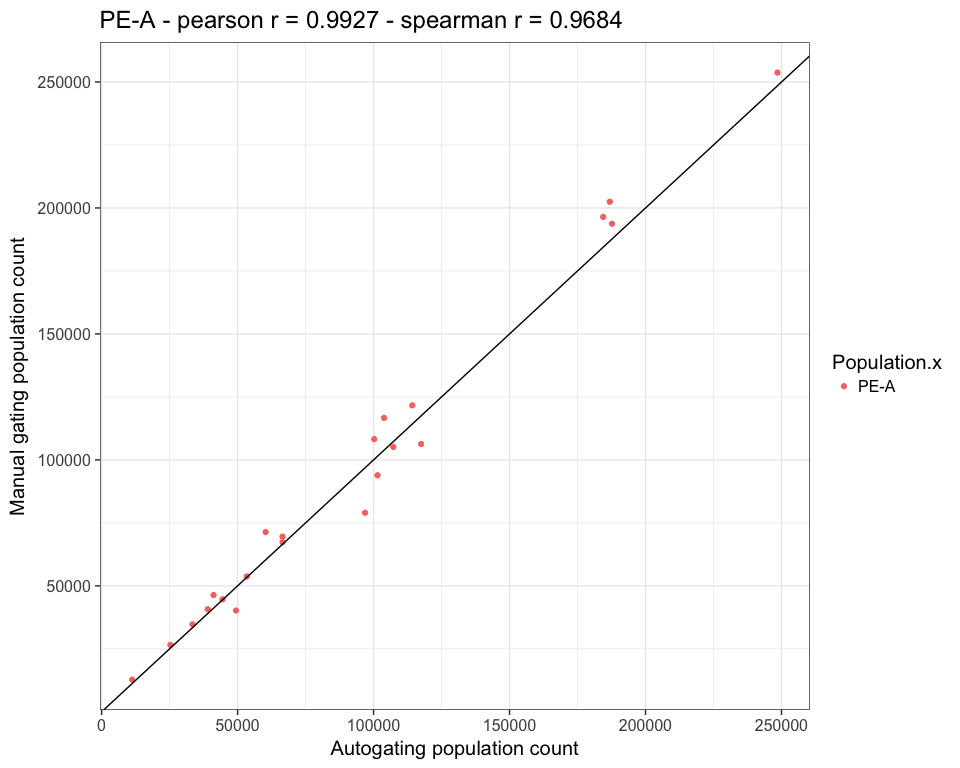 PE-A - pearson r = 0.9927 - spearman r = 0.9684
Manual gating population count
250000
200000
150000
100000
50000
0
50000
100000
150000
200000
250000
Autogating population count
Population.x
PE-A